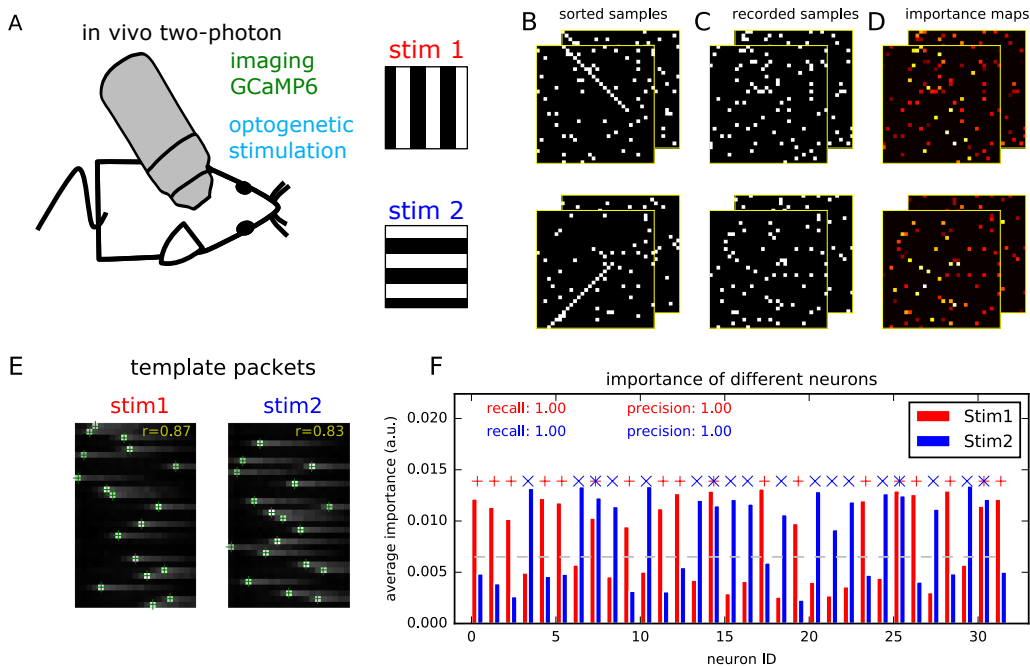 A
in vivo two-photon
imaging
GCaMP6
optogenetic
stimulation
stim 1
stim 2
B
sorted samples
C
recorded samples
D
importance maps
E
template packets
stim1
r=0.87
stim2
r=0.83
F
importance of different neurons
recall: 1.00 precision: 1.00
recall: 1.00 precision: 1.00
Stim1
Stim2
average importance (a.u.)
0.020
0.015
0.010
0.005
0.000
0 5 10 15 20 25 30
neuron ID